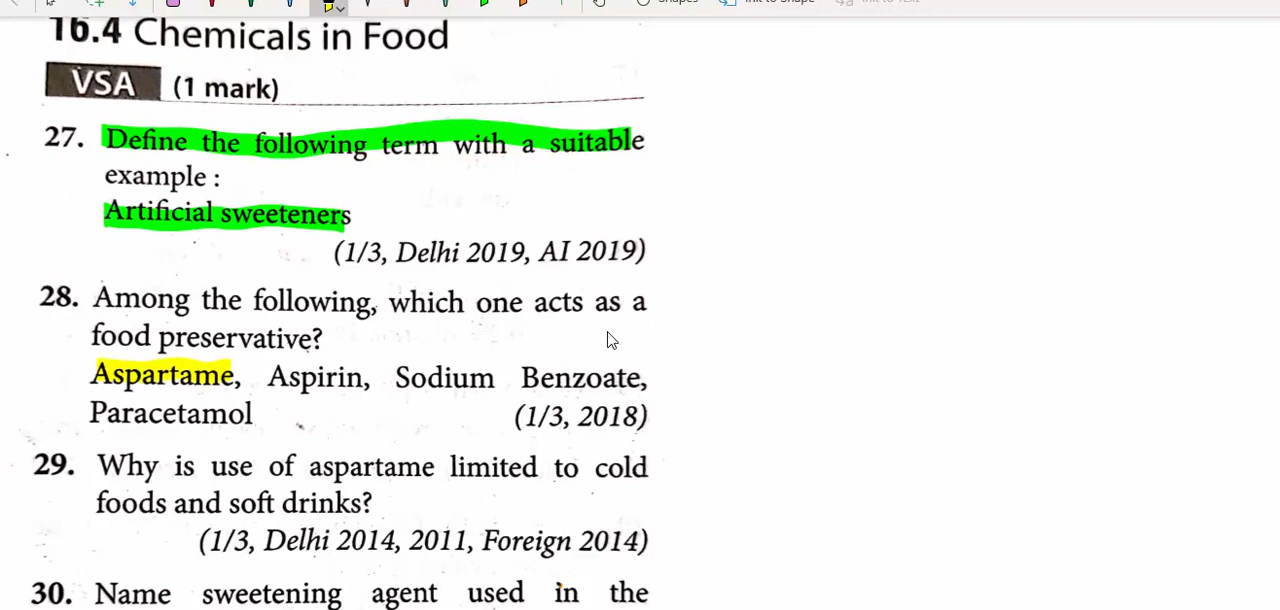 16.4 Chemicals in Food
VSA (1 mark)
27. Define the following term with a suitable
example :
Artificial sweeteners
(1/3, Delhi 2019, AI 2019)
28. Among the following, which one acts as a
food preservative?
Aspartame, Aspirin, Sodium Benzoate,
Paracetamol (1/3, 2018)
29. Why is use of aspartame limited to cold
foods and soft drinks?
(1/3, Delhi 2014, 2011, Foreign 2014)
30. Name sweetening agent used in the